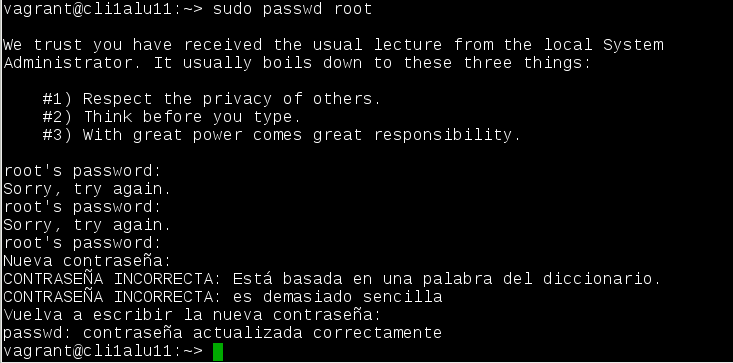 vagrant@cli1alu11:~> sudo passwd root
We trust you have received the usual lecture from the local System
Administrator. It usually boils down to these three things:
#1) Respect the privacy of others.
#2) Think before you type.
#3) With great power comes great responsibility.
root's password:
Sorry, try again.
root's password:
Sorry, try again.
root's password:
Nueva contraseña:
CONTRASEÑA INCORRECTA: Está basada en una palabra del diccionario.
CONTRASEÑA INCORRECTA: es demasiado sencilla
Vuelva a escribir la nueva contraseña:
passwd: contraseña actualizada correctamente
vagrant@cli1alu11:~>